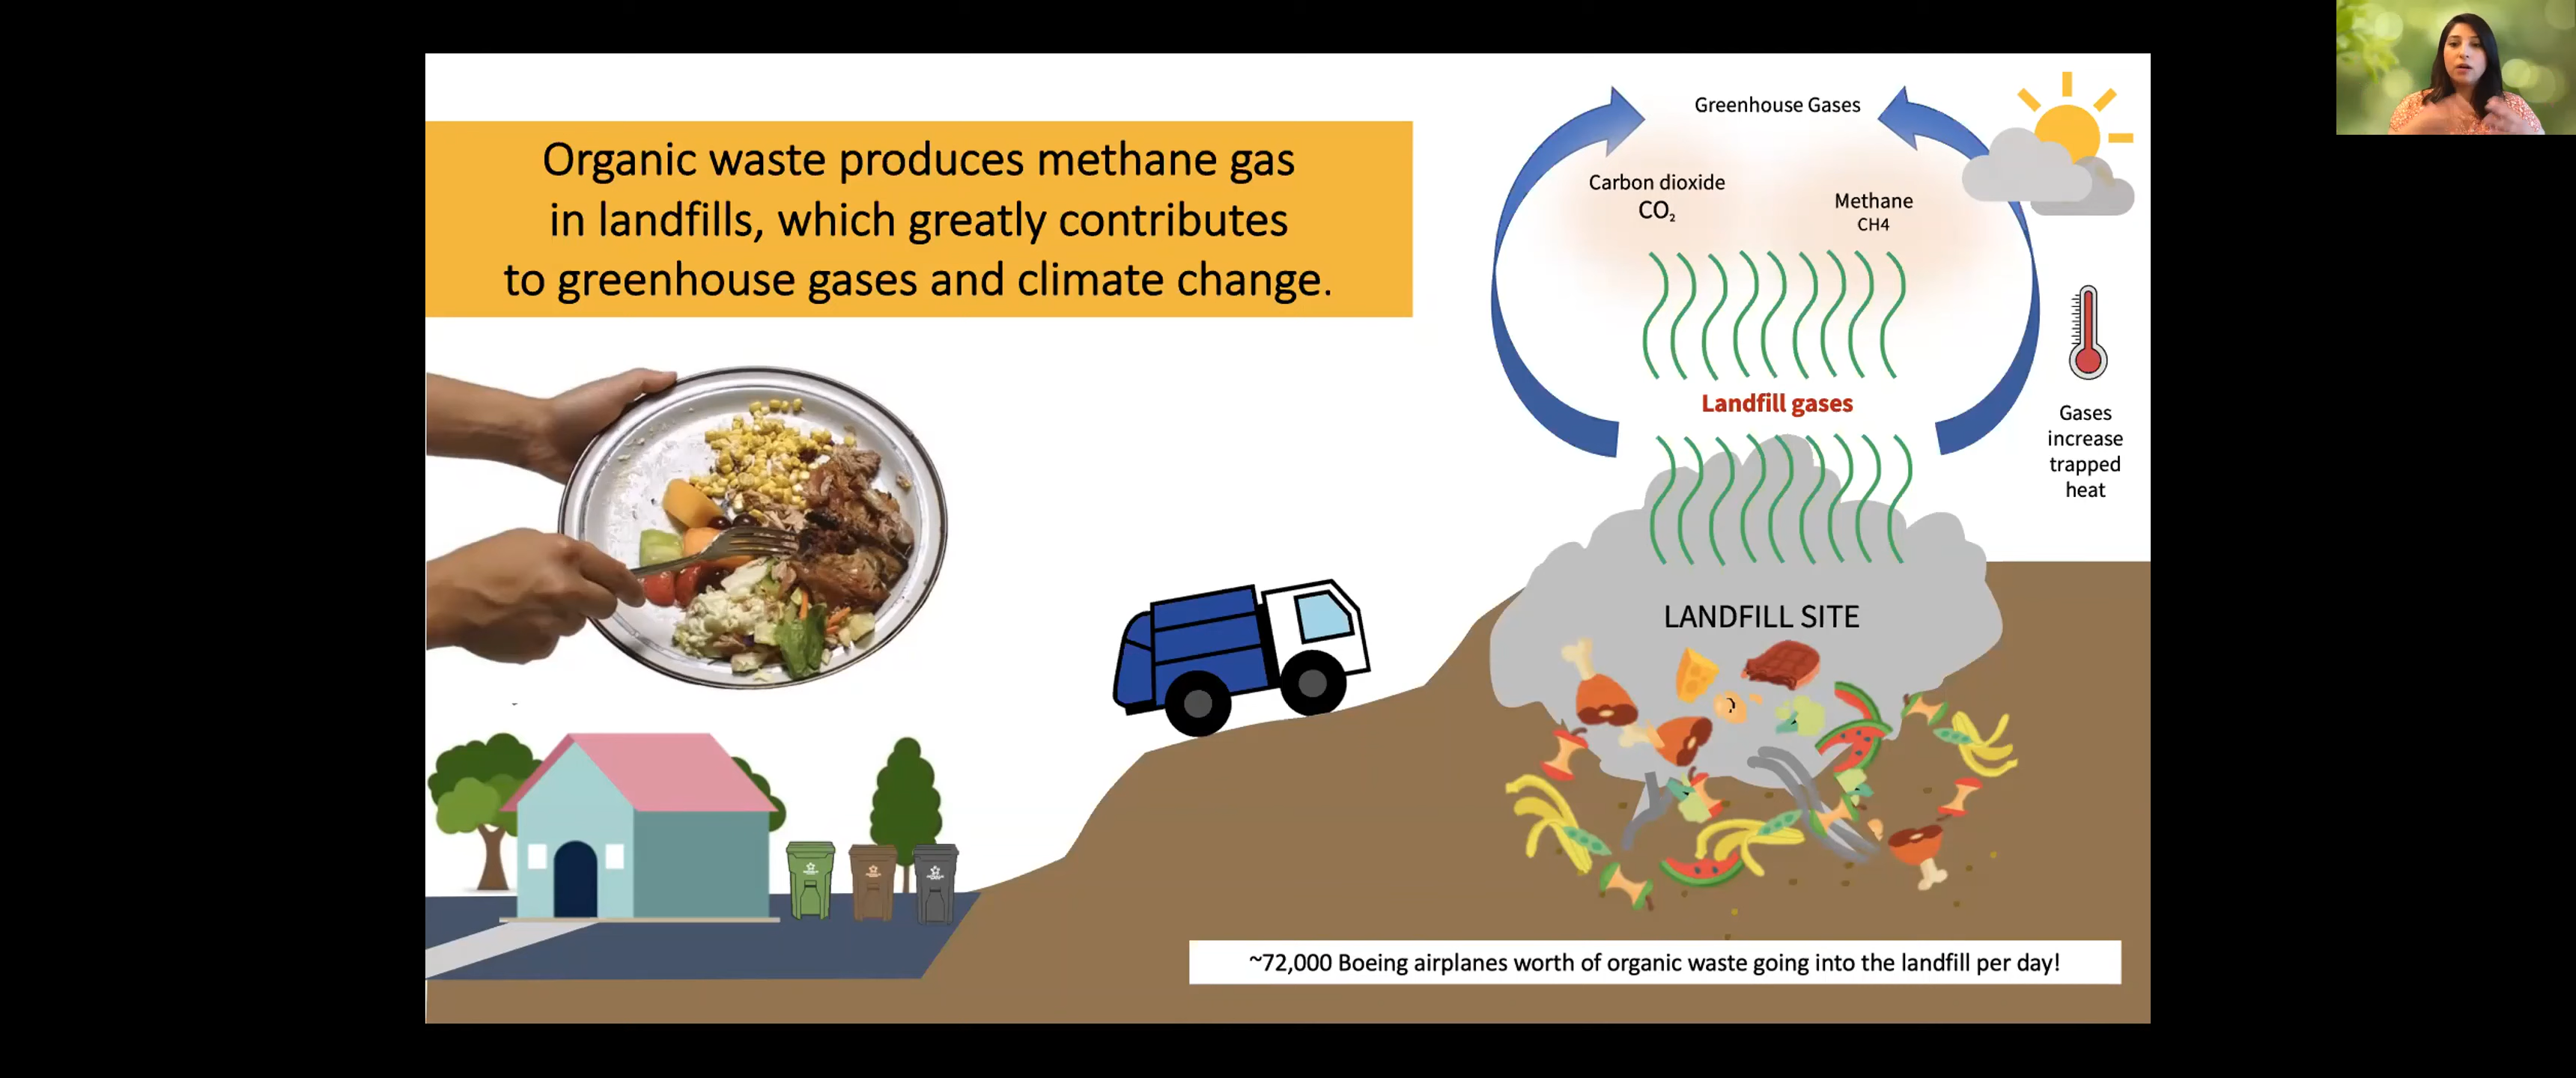 Organic waste produces methane gas
in landfills, which greatly contributes
to greenhouse gases and climate change.
Greenhouse Gases
Carbon dioxide
CO₂
Methane
CH4
Landfill gases
Gases
increase
trapped
heat
LANDFILL SITE
~72,000 Boeing airplanes worth of organic waste going into the landfill per day!